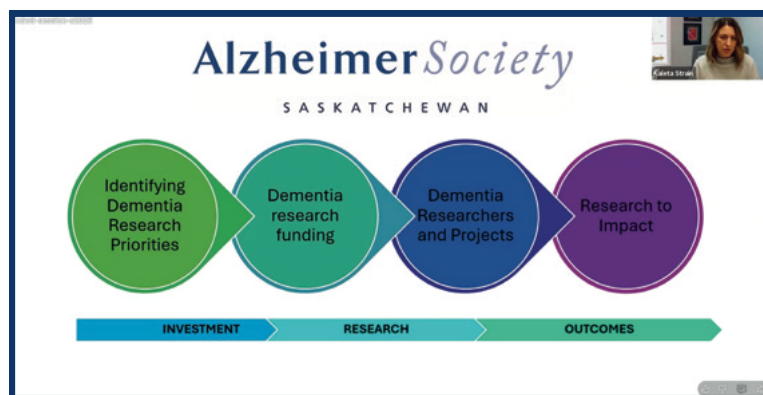 Alzheimer Society
SASKATCHEWAN
Kaleta Strain
Identifying
Dementia
Research
Priorities
Dementia
research
funding
Dementia
Researchers
and Projects
Research to
Impact
INVESTMENT
RESEARCH
OUTCOMES